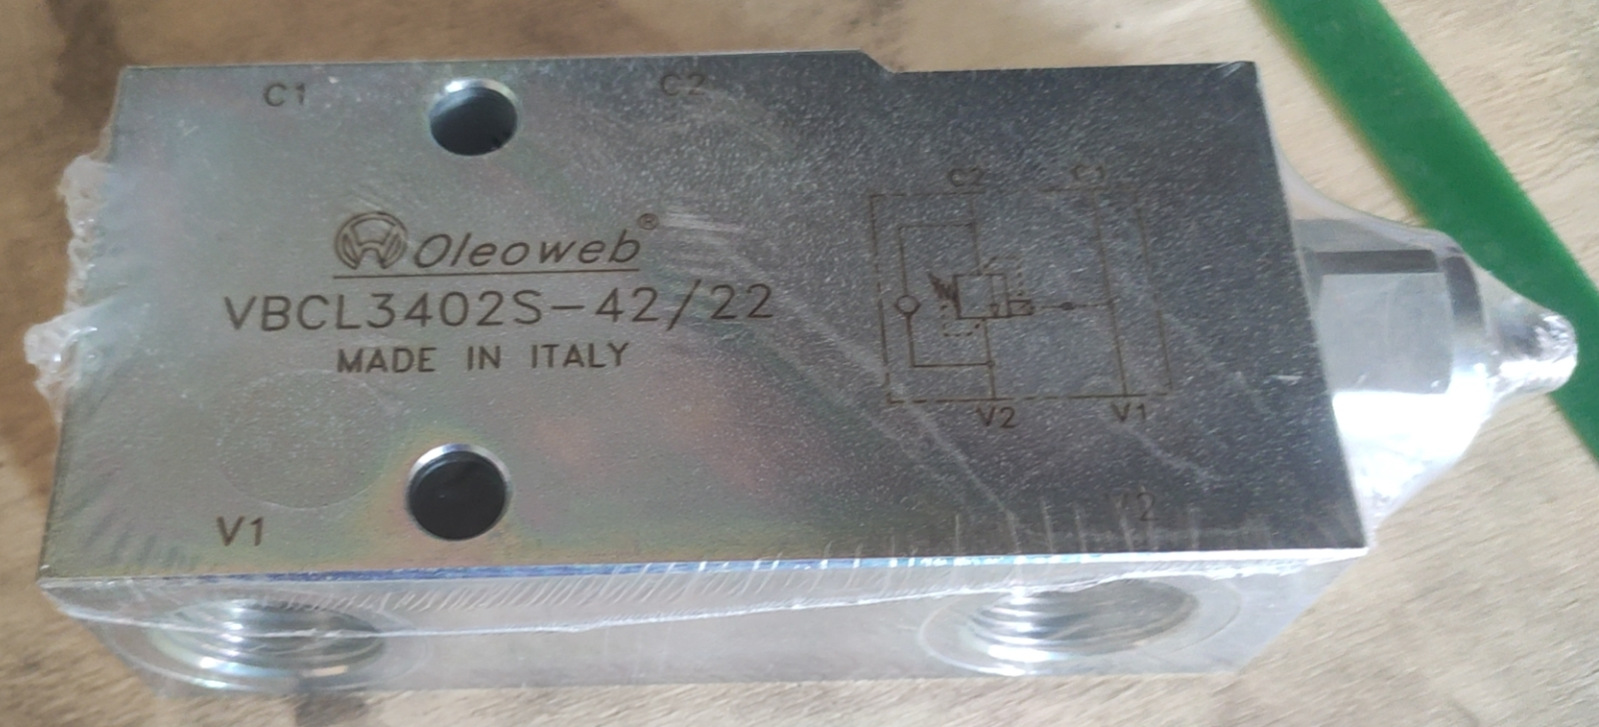 C1 C2
Oleoweb®
VBCL3402S-42/22
MADE IN ITALY
C2 C1
V2 V1
V1 V2